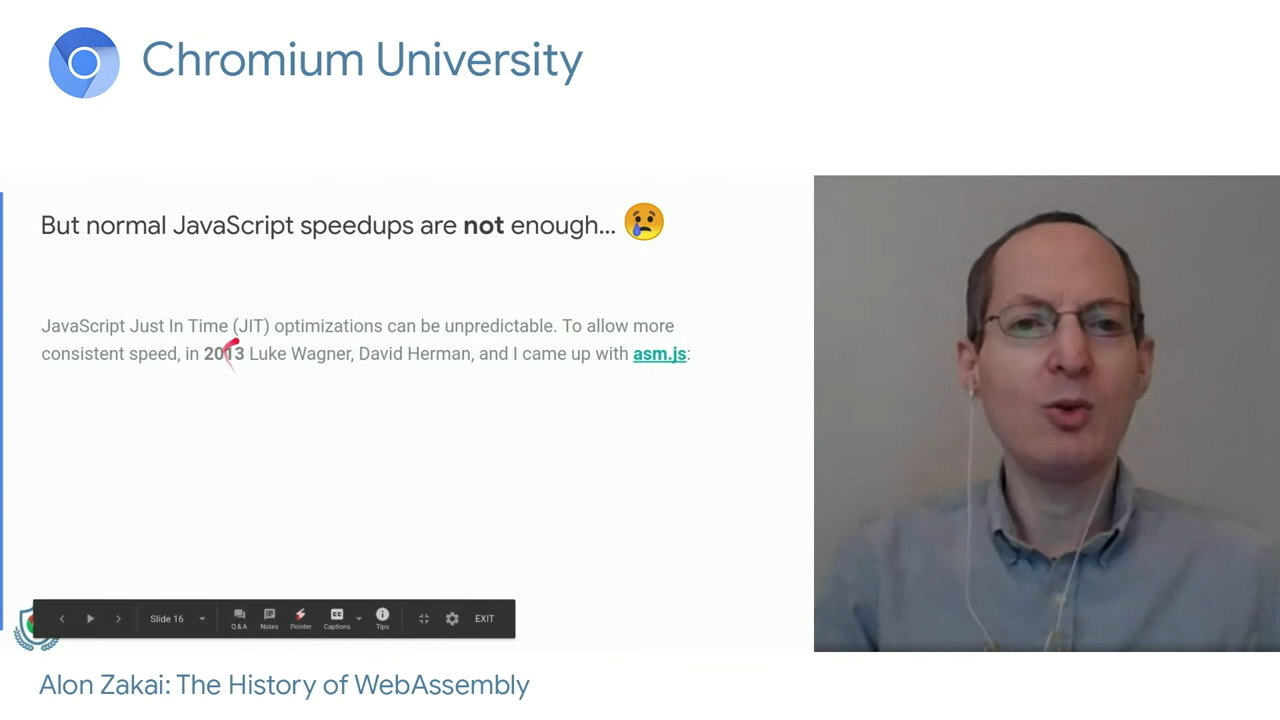 Chromium University
But normal JavaScript speedups are not enough... 😢
JavaScript Just In Time (JIT) optimizations can be unpredictable. To allow more
consistent speed, in 2013 Luke Wagner, David Herman, and I came up with asm.js:
Slide 16
Q&A Notes Pointer Captions Tips
EXIT
Alon Zakai: The History of WebAssembly